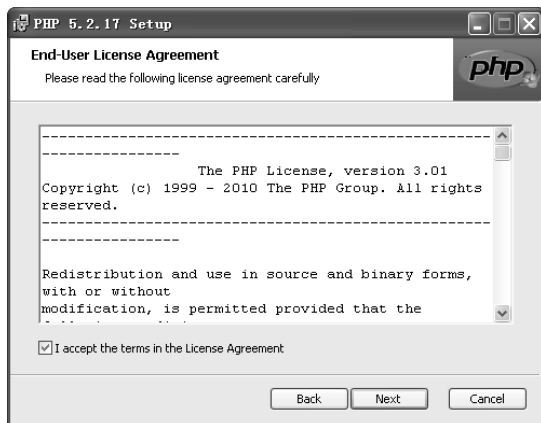 PHP 5.2.17 Setup
End-User License Agreement
Please read the following license agreement carefully
php
----------------------------------------------------
----------------
The PHP License, version 3.01
Copyright (c) 1999 - 2010 The PHP Group. All rights
reserved.
----------------------------------------------------
----------------
Redistribution and use in source and binary forms,
with or without
modification, is permitted provided that the
I accept the terms in the License Agreement
Back Next Cancel